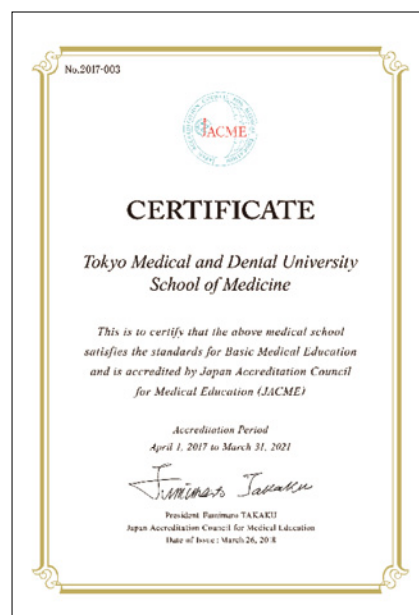 No.2017-003
JACME
CERTIFICATE
Tokyo Medical and Dental University
School of Medicine
This is to certify that the above medical school
satisfies the standards for Basic Medical Education
and is accredited by Japan Accreditation Council
for Medical Education (JACME)
Accreditation Period
April 1, 2017 to March 31, 2021
Fumimaro Takaku
President Fumimaro TAKAKU
Japan Accreditation Council for Medical Education
Date of Issue : March 26, 2018